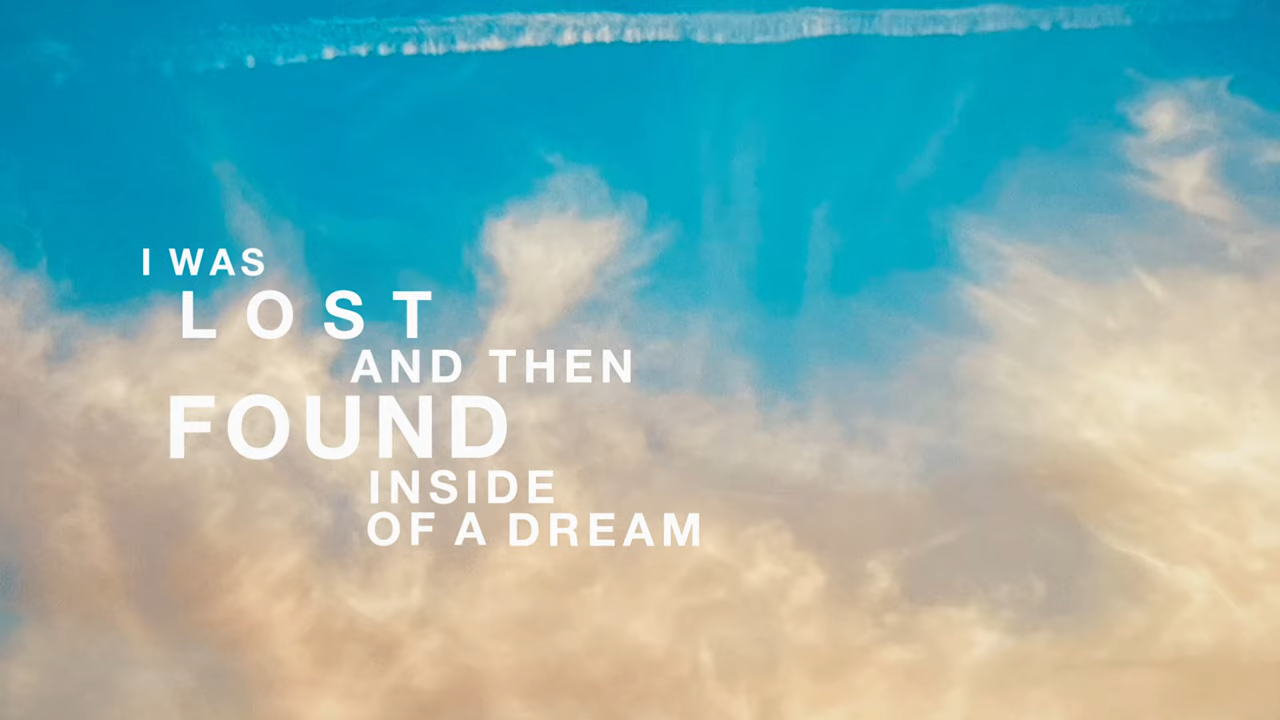 I WAS
LOST
AND THEN
FOUND
INSIDE
OF A DREAM